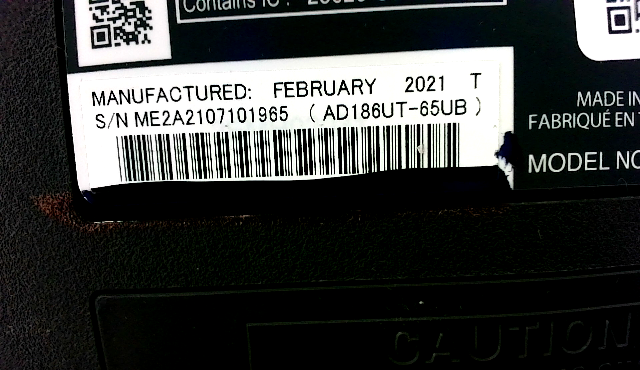 Contains IC:
MANUFACTURED: FEBRUARY 2021 T
S/N ME2A2107101965 ( AD186UT-65UB )
MADE IN
FABRIQUÉ EN
MODEL NO
CAUTION